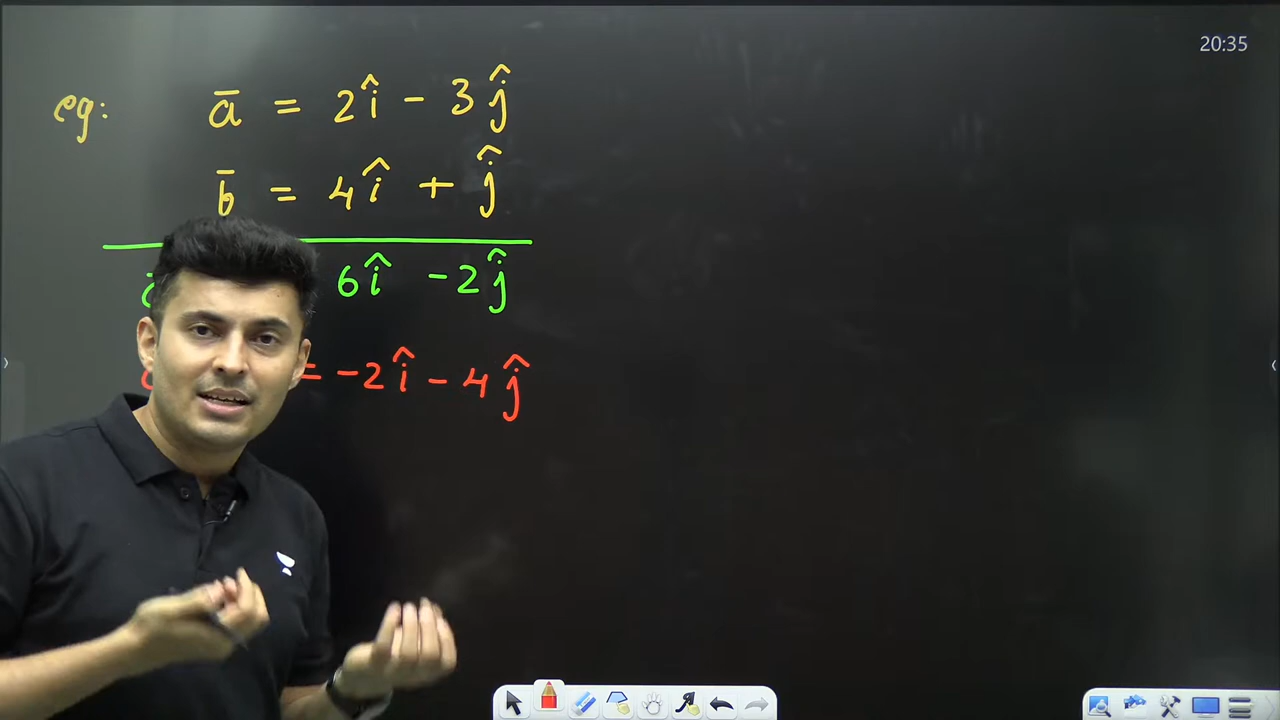 20:35
eg: a̅ = 2î - 3ĵ
b̅ = 4î + ĵ
6î - 2ĵ
= -2î - 4ĵ